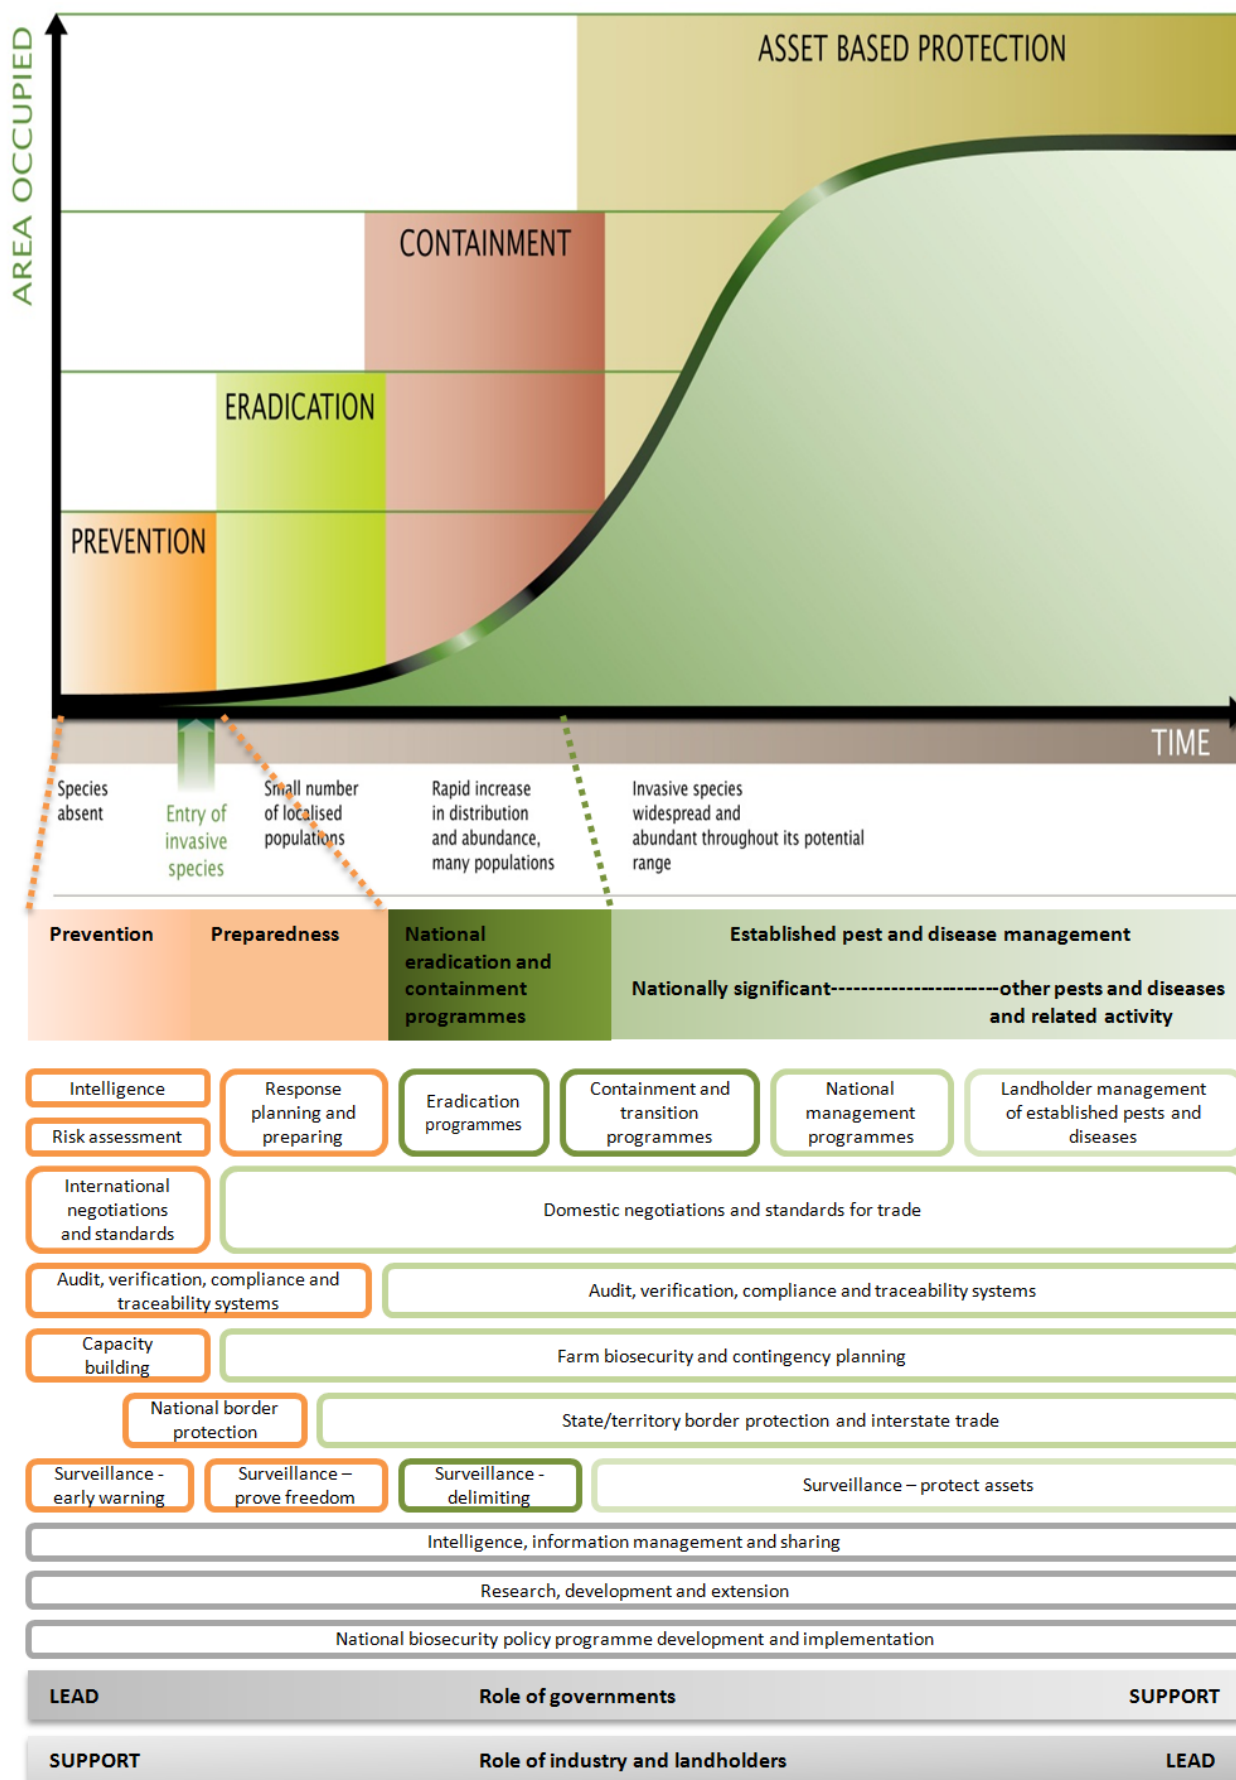 AREA OCCUPIED
ASSET BASED PROTECTION
CONTAINMENT
ERADICATION
PREVENTION
TIME
Species
absent
Entry of
invasive
species
Small number
of localised
populations
Rapid increase
in distribution
and abundance,
many populations
Invasive species
widespread and
abundant throughout its potential
range
Prevention
Preparedness
National
eradication and
containment
programmes
Established pest and disease management
Nationally significant-----------------------other pests and diseases
and related activity
Intelligence
Risk assessment
Response
planning and
preparing
Eradication
programmes
Containment and
transition
programmes
National
management
programmes
Landholder management
of established pests and
diseases
International
negotiations
and standards
Domestic negotiations and standards for trade
Audit, verification, compliance and
traceability systems
Audit, verification, compliance and traceability systems
Capacity
building
Farm biosecurity and contingency planning
National border
protection
State/territory border protection and interstate trade
Surveillance -
early warning
Surveillance –
prove freedom
Surveillance -
delimiting
Surveillance – protect assets
Intelligence, information management and sharing
Research, development and extension
National biosecurity policy programme development and implementation
LEAD Role of governments SUPPORT
SUPPORT Role of industry and landholders LEAD